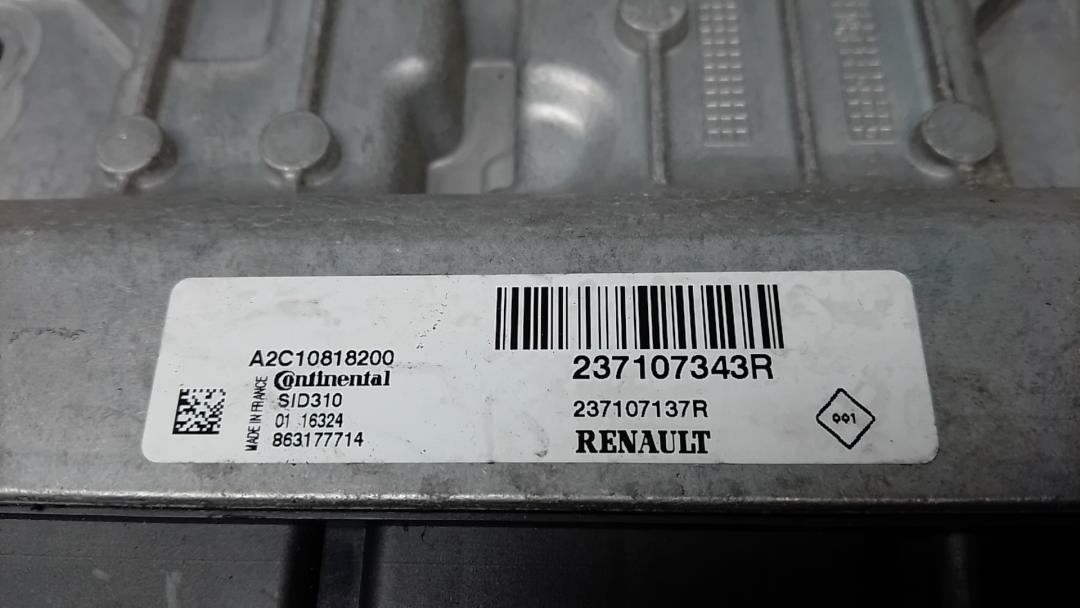 A2C10818200
Continental
SID310
01 16324
863177714
MADE IN FRANCE
237107343R
237107137R
RENAULT
001